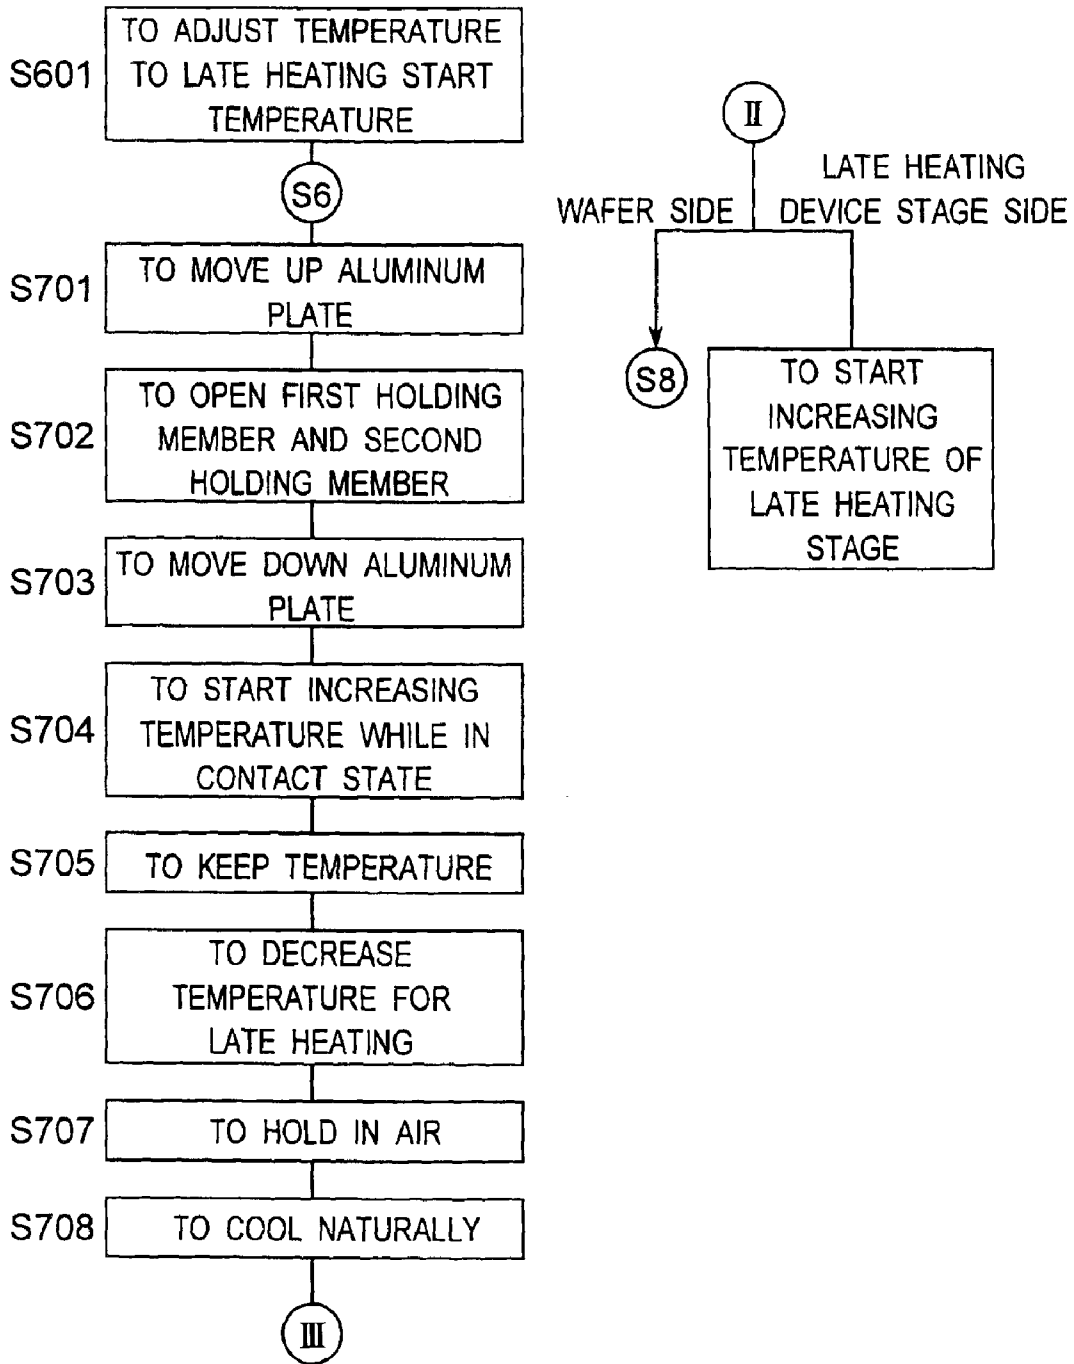 S601
TO ADJUST TEMPERATURE
TO LATE HEATING START
TEMPERATURE
S6
S701
TO MOVE UP ALUMINUM
PLATE
S702
TO OPEN FIRST HOLDING
MEMBER AND SECOND
HOLDING MEMBER
S703
TO MOVE DOWN ALUMINUM
PLATE
S704
TO START INCREASING
TEMPERATURE WHILE IN
CONTACT STATE
S705
TO KEEP TEMPERATURE
S706
TO DECREASE
TEMPERATURE FOR
LATE HEATING
S707
TO HOLD IN AIR
S708
TO COOL NATURALLY
III
II
WAFER SIDE
LATE HEATING
DEVICE STAGE SIDE
S8
TO START
INCREASING
TEMPERATURE OF
LATE HEATING
STAGE